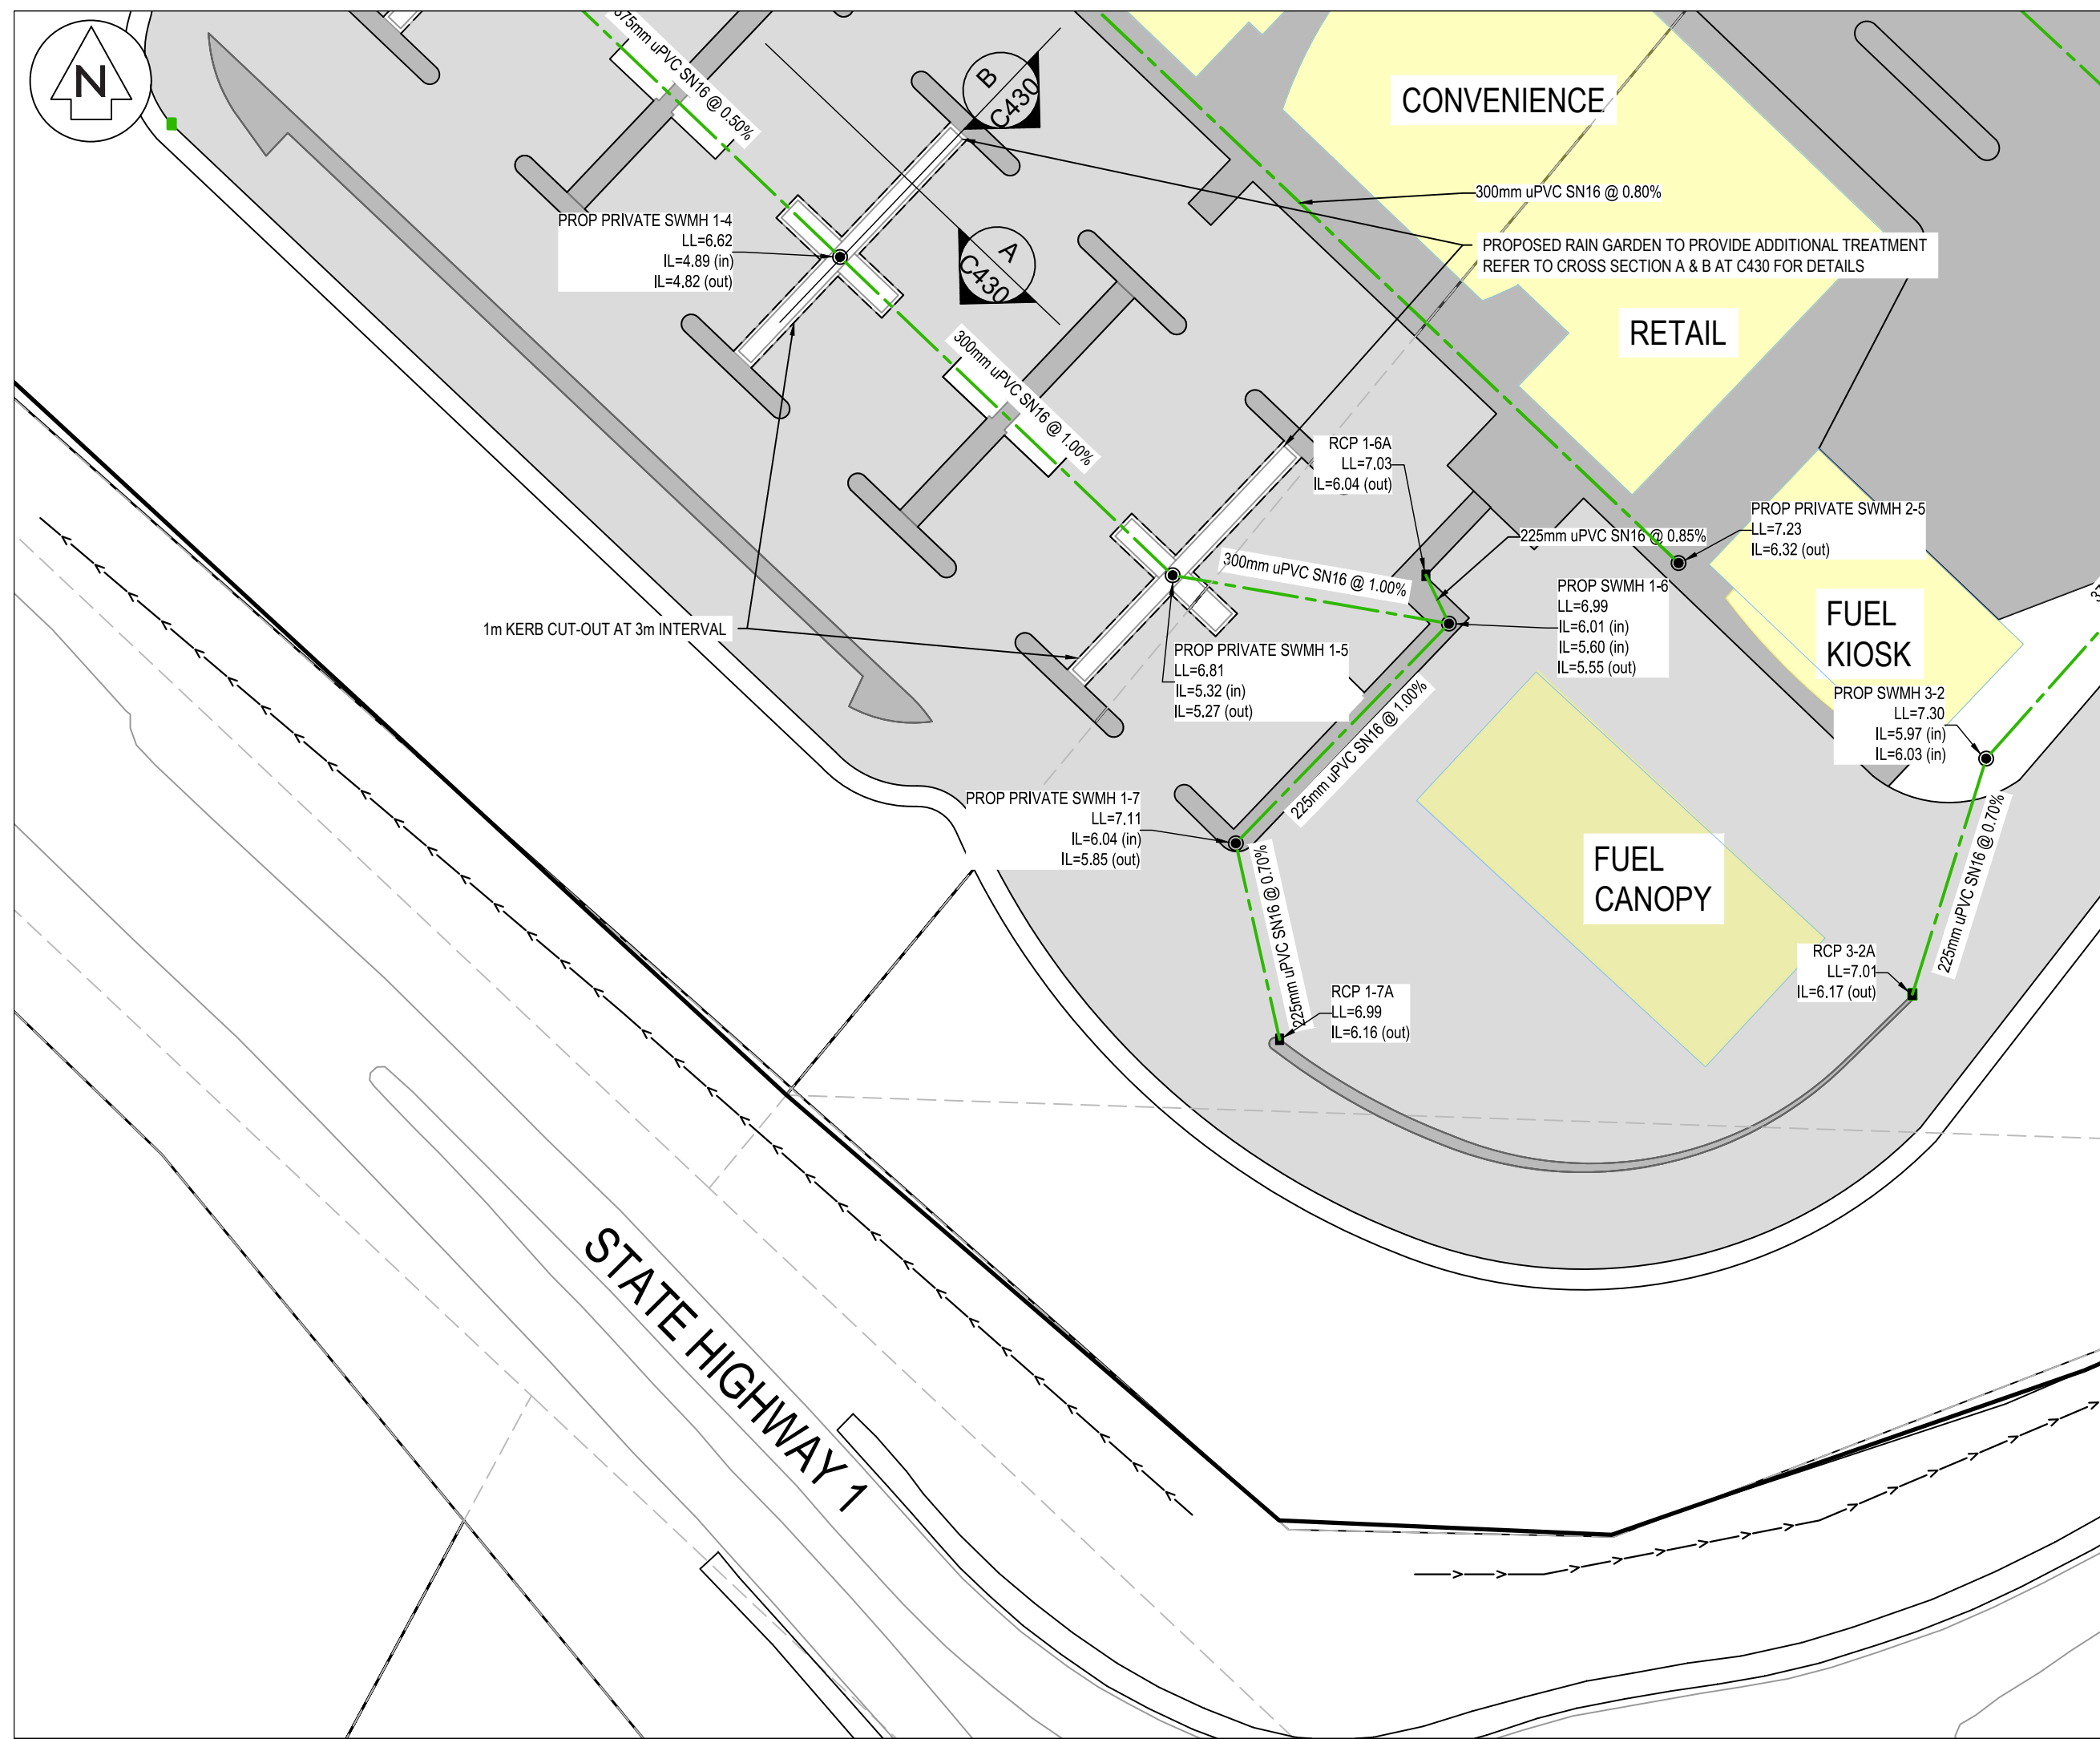 N
375mm uPVC SN16 @ 0.50%
B
C430
CONVENIENCE
300mm uPVC SN16 @ 0.80%
PROP PRIVATE SWMH 1-4
LL=6.62
IL=4.89 (in)
IL=4.82 (out)
A
C430
PROPOSED RAIN GARDEN TO PROVIDE ADDITIONAL TREATMENT
REFER TO CROSS SECTION A & B AT C430 FOR DETAILS
RETAIL
300mm uPVC SN16 @ 1.00%
RCP 1-6A
LL=7.03
IL=6.04 (out)
PROP PRIVATE SWMH 2-5
LL=7.23
IL=6.32 (out)
225mm uPVC SN16 @ 0.85%
300mm uPVC SN16 @ 1.00%
PROP SWMH 1-6
LL=6.99
IL=6.01 (in)
IL=5.60 (in)
IL=5.55 (out)
FUEL
KIOSK
1m KERB CUT-OUT AT 3m INTERVAL
PROP PRIVATE SWMH 1-5
LL=6.81
IL=5.32 (in)
IL=5.27 (out)
PROP SWMH 3-2
LL=7.30
IL=5.97 (in)
IL=6.03 (in)
225mm uPVC SN16 @ 1.00%
PROP PRIVATE SWMH 1-7
LL=7.11
IL=6.04 (in)
IL=5.85 (out)
225mm uPVC SN16 @ 0.70%
FUEL
CANOPY
225mm uPVC SN16 @ 0.70%
RCP 3-2A
LL=7.01
IL=6.17 (out)
RCP 1-7A
LL=6.99
IL=6.16 (out)
STATE HIGHWAY 1